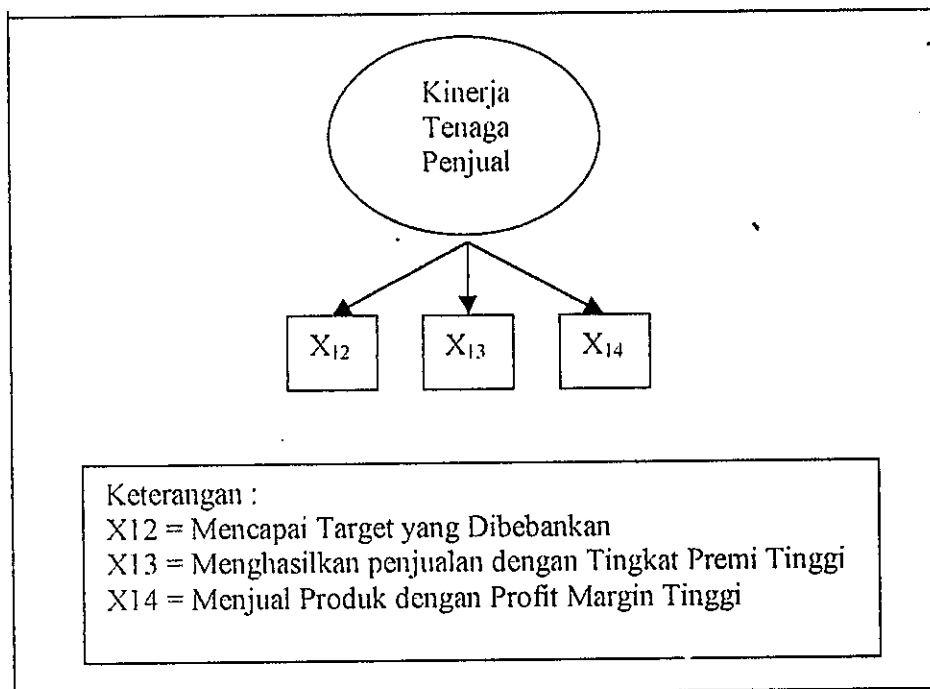 Kinerja
Tenaga
Penjual
X12 X13 X14
Keterangan :
X12 = Mencapai Target yang Dibebankan
X13 = Menghasilkan penjualan dengan Tingkat Premi Tinggi
X14 = Menjual Produk dengan Profit Margin Tinggi